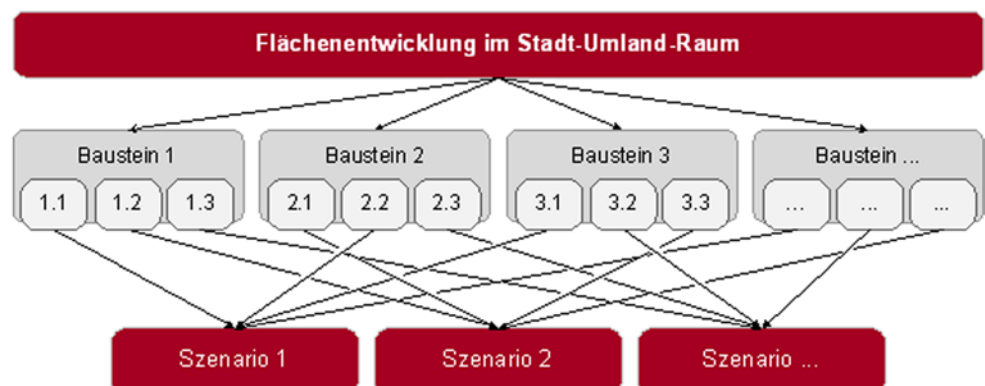 Flächenentwicklung im Stadt-Umland-Raum
Baustein 1 Baustein 2 Baustein 3 Baustein ...
1.1 1.2 1.3 2.1 2.2 2.3 3.1 3.2 3.3 ... ... ...
Szenario 1 Szenario 2 Szenario ...